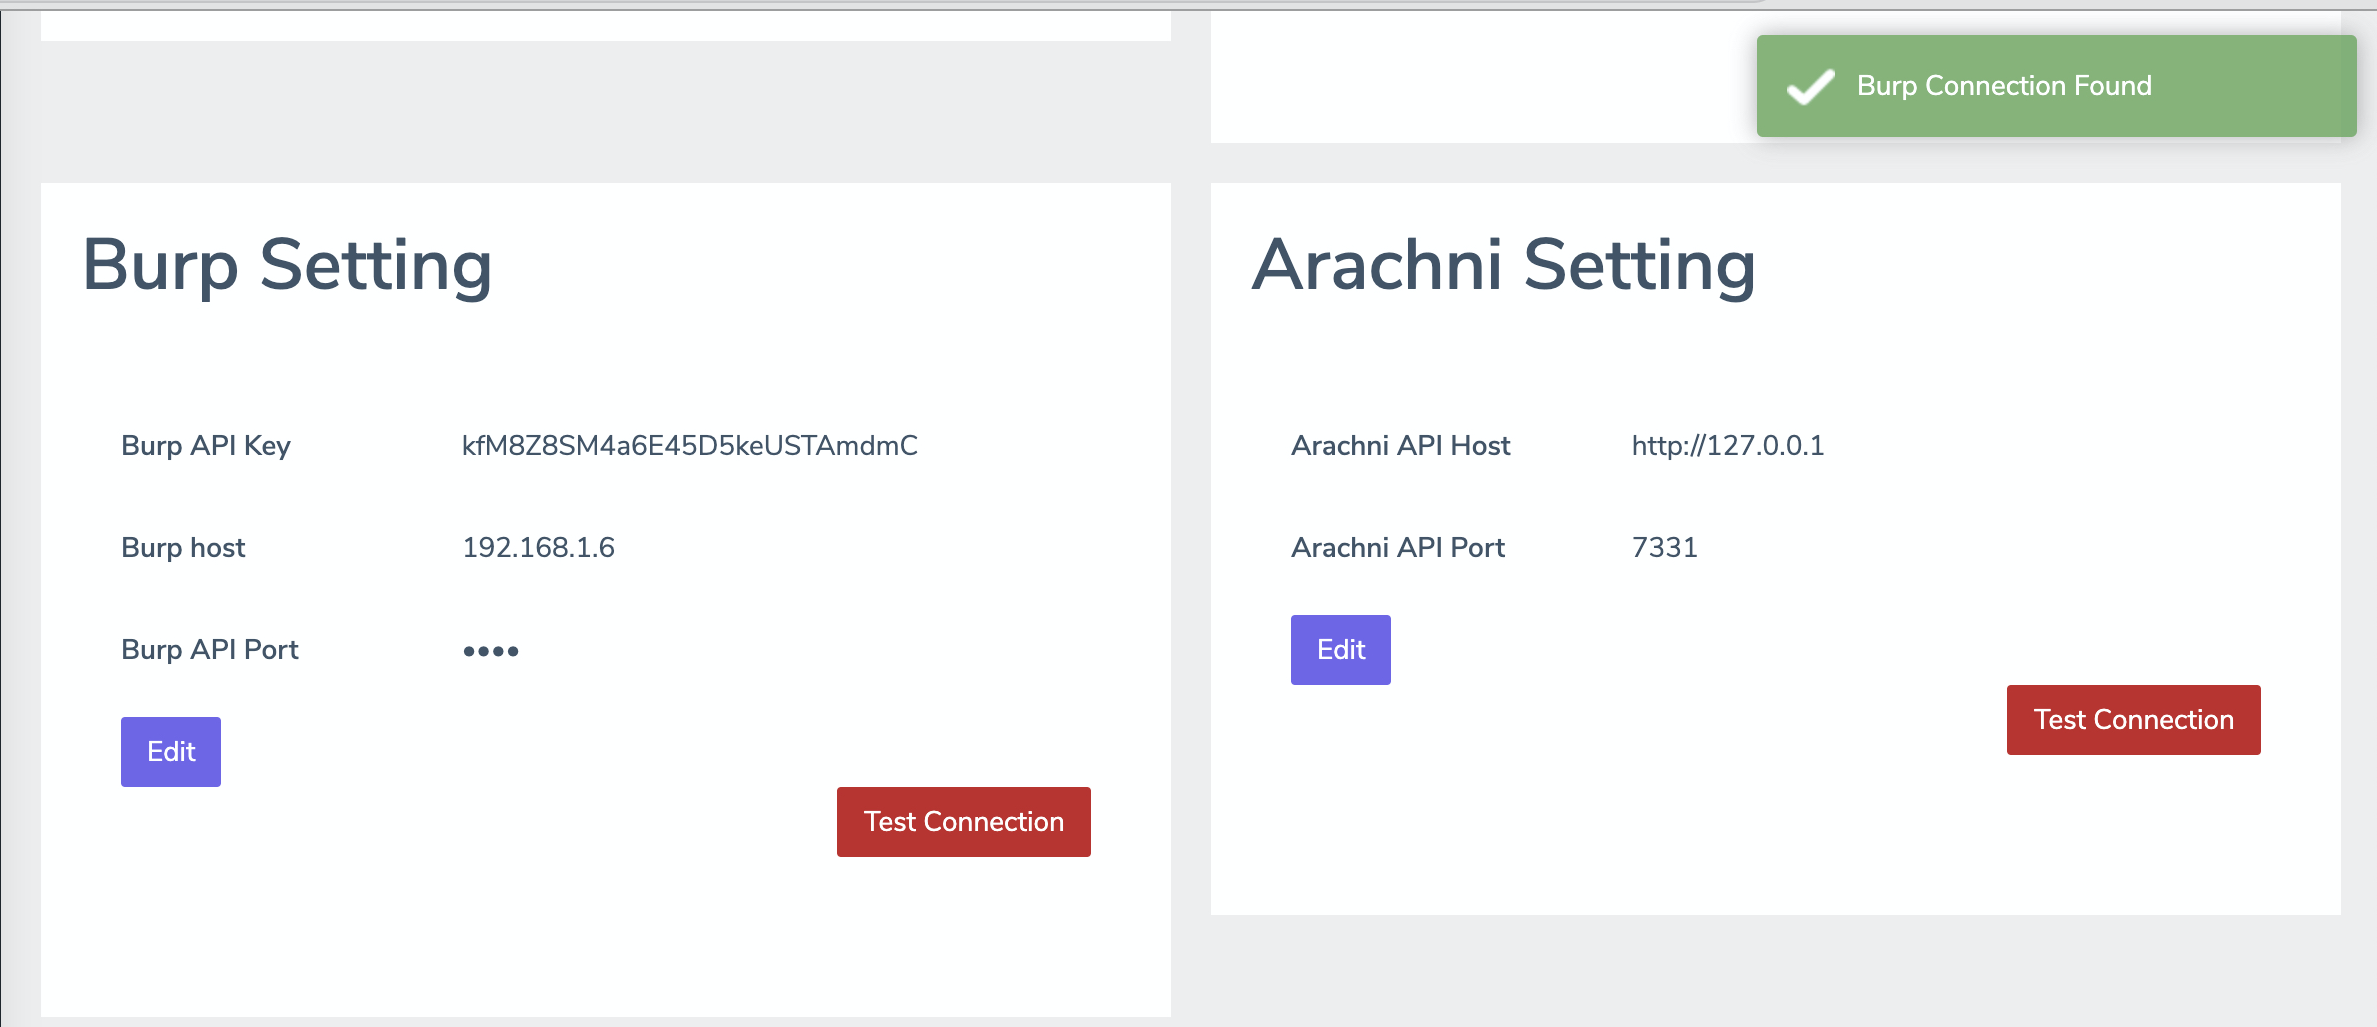 Burp Connection Found
Burp Setting
Burp API Key kfM8Z8SM4a6E45D5keUSTAmdmC
Burp host 192.168.1.6
Burp API Port ••••
Edit
Test Connection
Arachni Setting
Arachni API Host http://127.0.0.1
Arachni API Port 7331
Edit
Test Connection